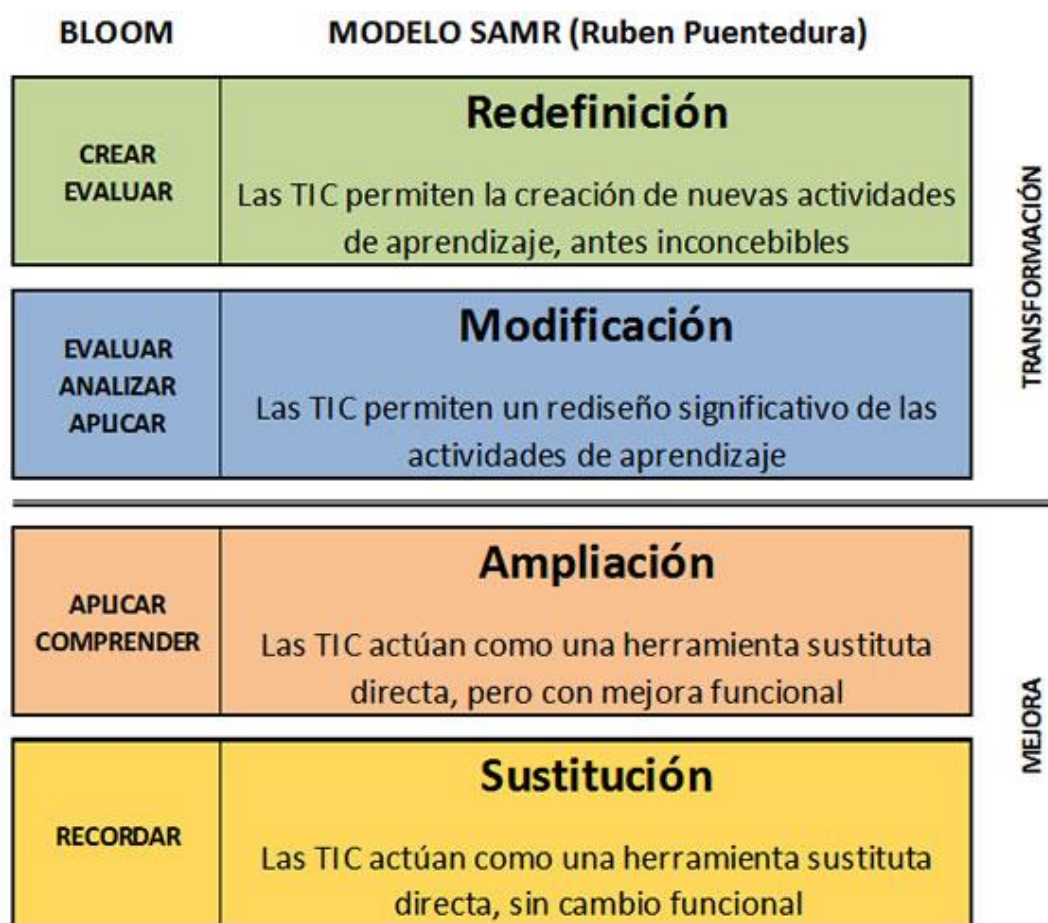 BLOOM
MODELO SAMR (Ruben Puentedura)
CREAR
EVALUAR
Redefinición
Las TIC permiten la creación de nuevas actividades
de aprendizaje, antes inconcebibles
EVALUAR
ANALIZAR
APLICAR
Modificación
Las TIC permiten un rediseño significativo de las
actividades de aprendizaje
TRANSFORMACIÓN
APLICAR
COMPRENDER
Ampliación
Las TIC actúan como una herramienta sustituta
directa, pero con mejora funcional
RECORDAR
Sustitución
Las TIC actúan como una herramienta sustituta
directa, sin cambio funcional
MEJORA